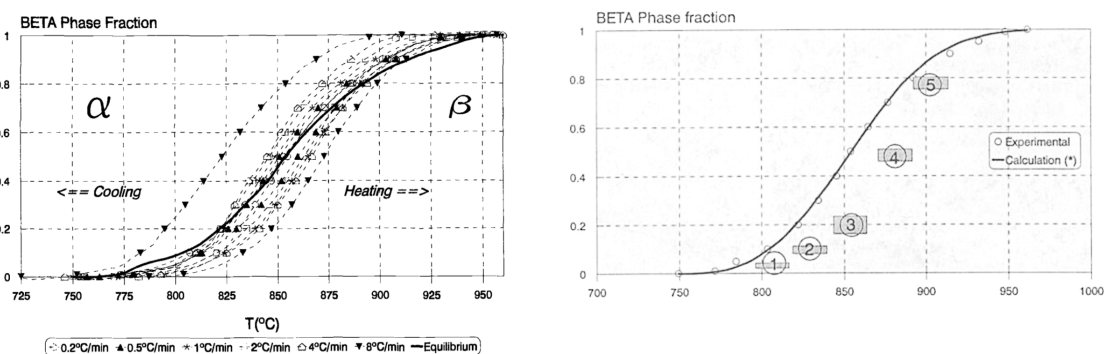 BETA Phase Fraction
1
0.8
0.6
0.4
0.2
0
α
β
<== Cooling
Heating ==>
725 750 775 800 825 850 875 900 925 950
T(ºC)
0.2ºC/min 0.5ºC/min 1ºC/min 2ºC/min 4ºC/min 8ºC/min Equilibrium
BETA Phase fraction
1
0.8
0.6
0.4
0.2
0
5
4
3
2
1
Experimental
Calculation (*)
700 750 800 850 900 950 1000